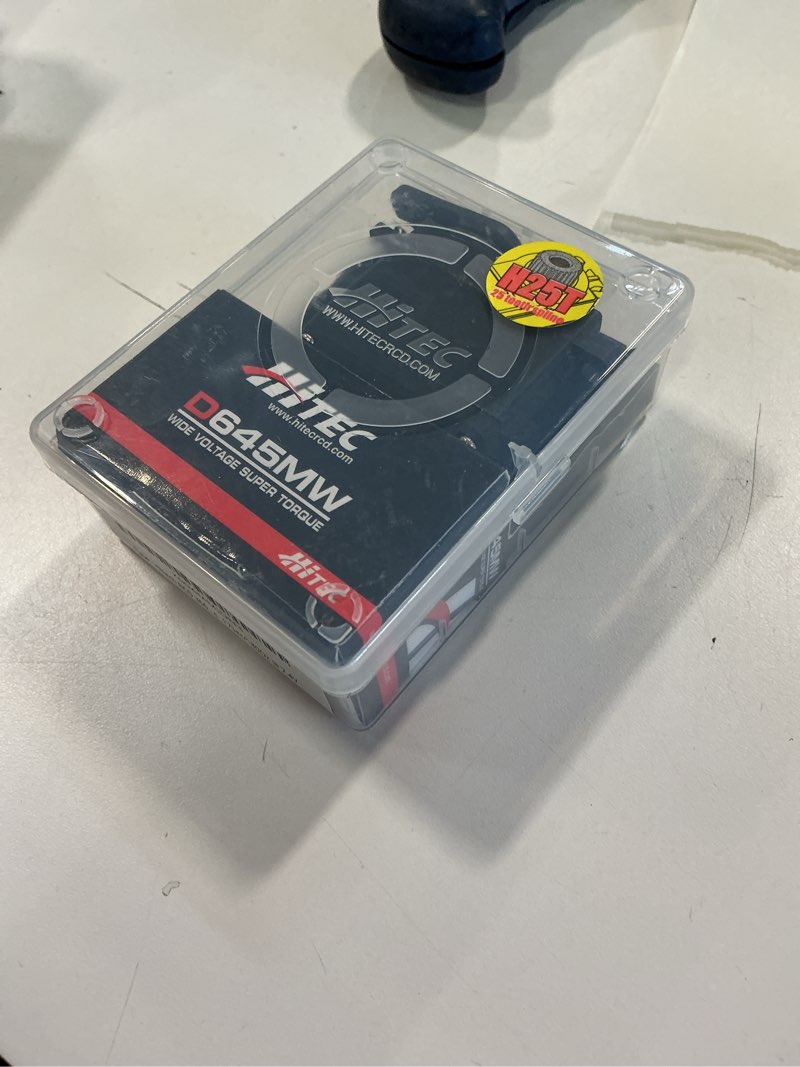 H25T
25 tooth spline
HiTEC
WWW.HITECRCD.COM
HiTEC
www.hitecrcd.com
D645MW
WIDE VOLTAGE SUPER TORQUE
HiTEC